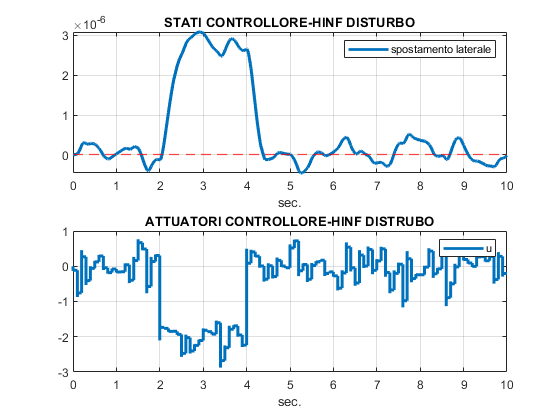 ×10-6
STATI CONTROLLORE-HINF DISTURBO
3
2
1
0
spostamento laterale
0 1 2 3 4 5 6 7 8 9 10
sec.
ATTUATORI CONTROLLORE-HINF DISTRUBO
1
0
-1
-2
-3
u
0 1 2 3 4 5 6 7 8 9 10
sec.